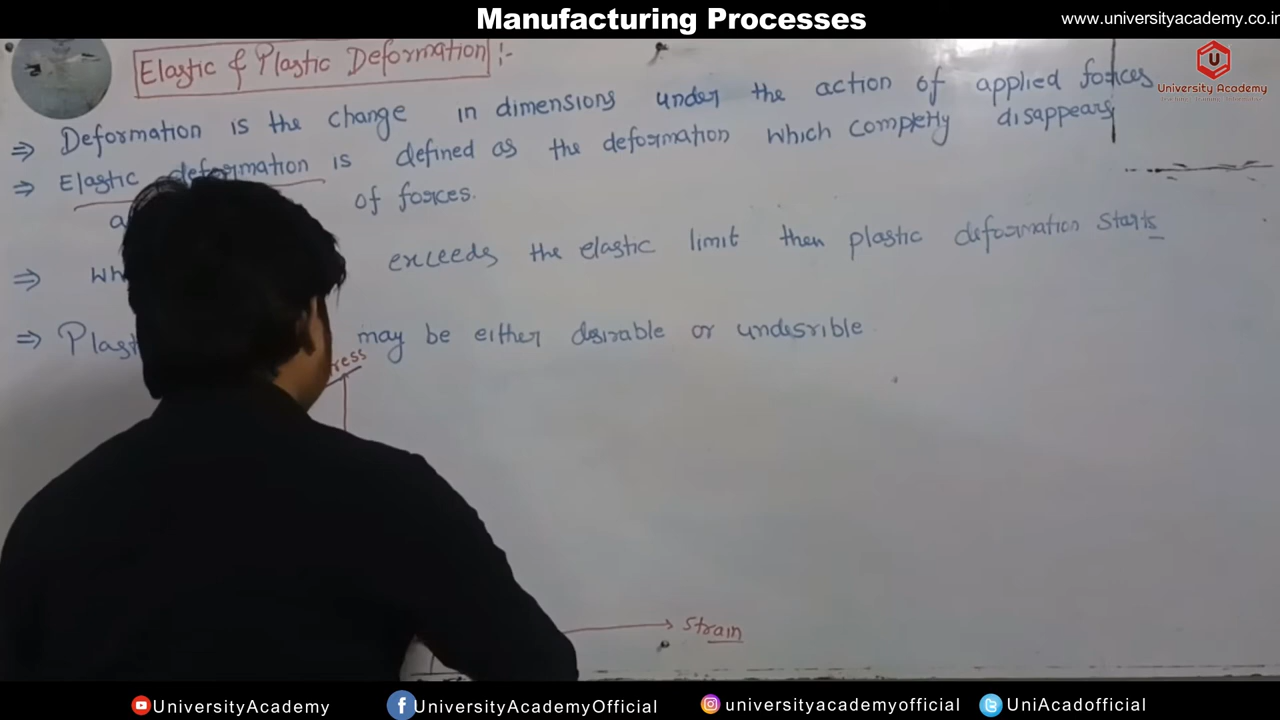 Manufacturing Processes
www.universityacademy.co.in
University Academy
Elastic & Plastic Deformation :-
⇒ Deformation is the change in dimensions under the action of applied forces
⇒ Elastic deformation is defined as the deformation which completly disappears
of forces.
⇒ exceeds the elastic limit then plastic deformation starts
⇒ may be either desirable or undesrible
Strain
UniversityAcademy
UniversityAcademyOfficial
universityacademyofficial
UniAcadofficial